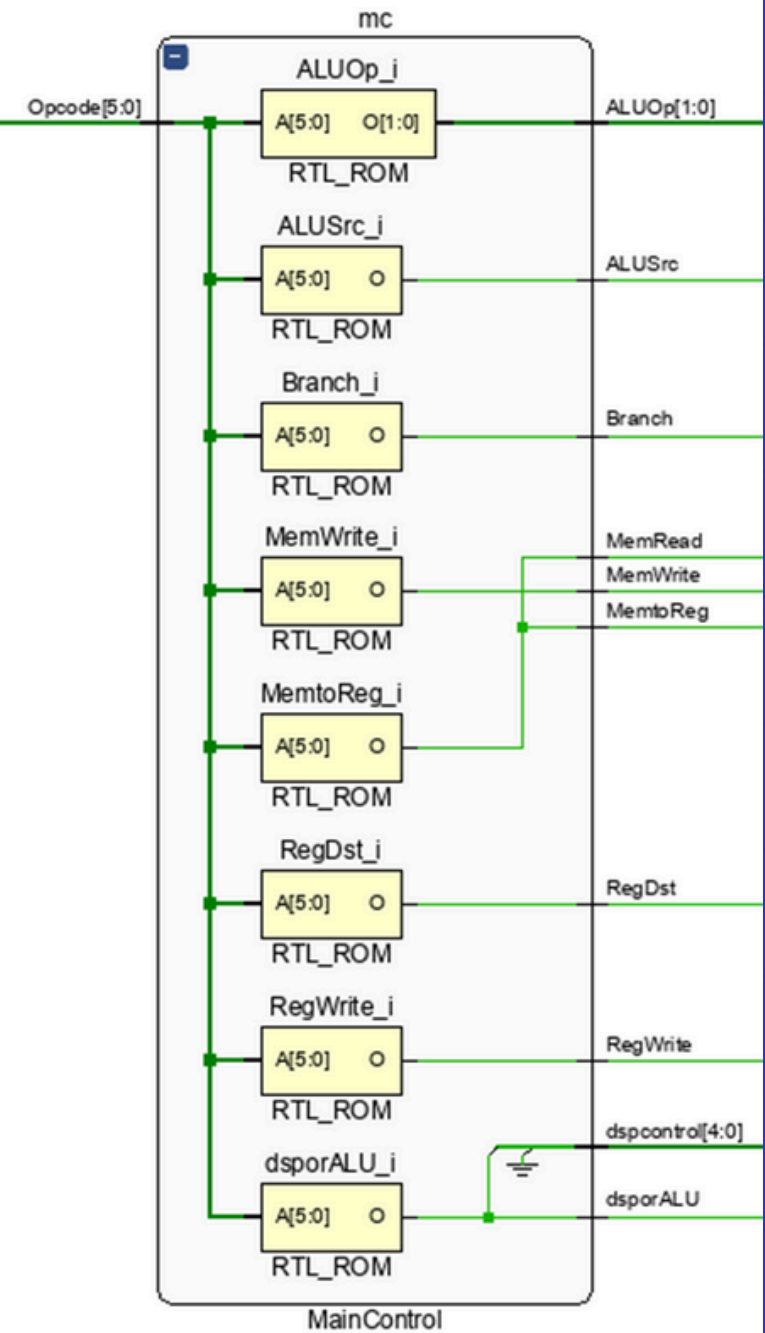 mc
ALUOp_i
Opcode[5:0]
A[5:0] O[1:0]
ALUOp[1:0]
RTL_ROM
ALUSrc_i
A[5:0] O
ALUSrc
RTL_ROM
Branch_i
A[5:0] O
Branch
RTL_ROM
MemWrite_i
MemRead
A[5:0] O
MemWrite
MemtoReg
RTL_ROM
MemtoReg_i
A[5:0] O
RTL_ROM
RegDst_i
A[5:0] O
RegDst
RTL_ROM
RegWrite_i
A[5:0] O
RegWrite
RTL_ROM
dspcontrol[4:0]
dsporALU_i
A[5:0] O
dsporALU
RTL_ROM
MainControl